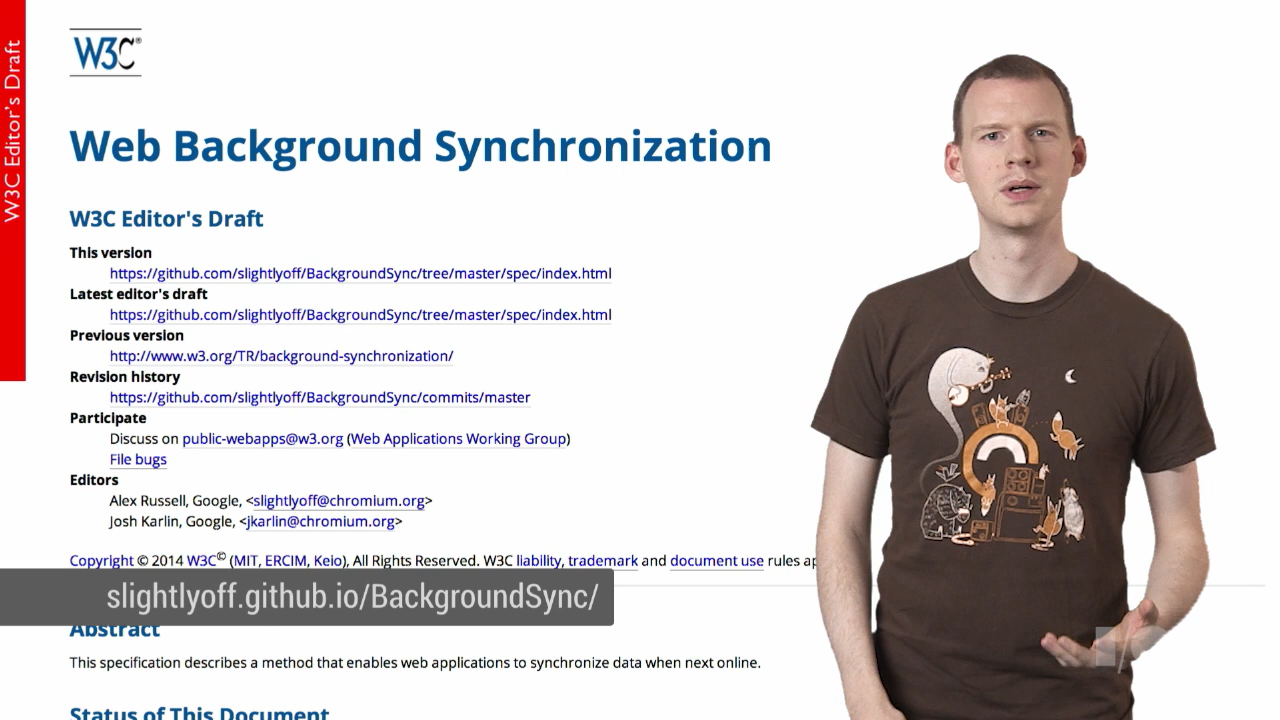 W3C®
W3C Editor's Draft
Web Background Synchronization
W3C Editor's Draft
This version
https://github.com/slightlyoff/BackgroundSync/tree/master/spec/index.html
Latest editor's draft
https://github.com/slightlyoff/BackgroundSync/tree/master/spec/index.html
Previous version
http://www.w3.org/TR/background-synchronization/
Revision history
https://github.com/slightlyoff/BackgroundSync/commits/master
Participate
Discuss on public-webapps@w3.org (Web Applications Working Group)
File bugs
Editors
Alex Russell, Google, <slightlyoff@chromium.org>
Josh Karlin, Google, <jkarlin@chromium.org>
Copyright © 2014 W3C© (MIT, ERCIM, Keio), All Rights Reserved. W3C liability, trademark and document use rules ap
slightlyoff.github.io/BackgroundSync/
Abstract
This specification describes a method that enables web applications to synchronize data when next online.
Status of This Document
I/O